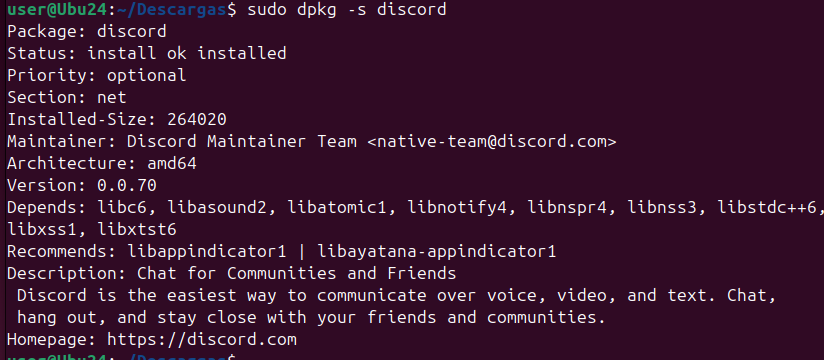 user@Ubu24:~/Descargas$ sudo dpkg -s discord
Package: discord
Status: install ok installed
Priority: optional
Section: net
Installed-Size: 264020
Maintainer: Discord Maintainer Team <native-team@discord.com>
Architecture: amd64
Version: 0.0.70
Depends: libc6, libasound2, libatomic1, libnotify4, libnspr4, libnss3, libstdc++6,
libxss1, libxtst6
Recommends: libappindicator1 | libayatana-appindicator1
Description: Chat for Communities and Friends
 Discord is the easiest way to communicate over voice, video, and text. Chat,
 hang out, and stay close with your friends and communities.
Homepage: https://discord.com
user@Ubu24:~/Descargas$